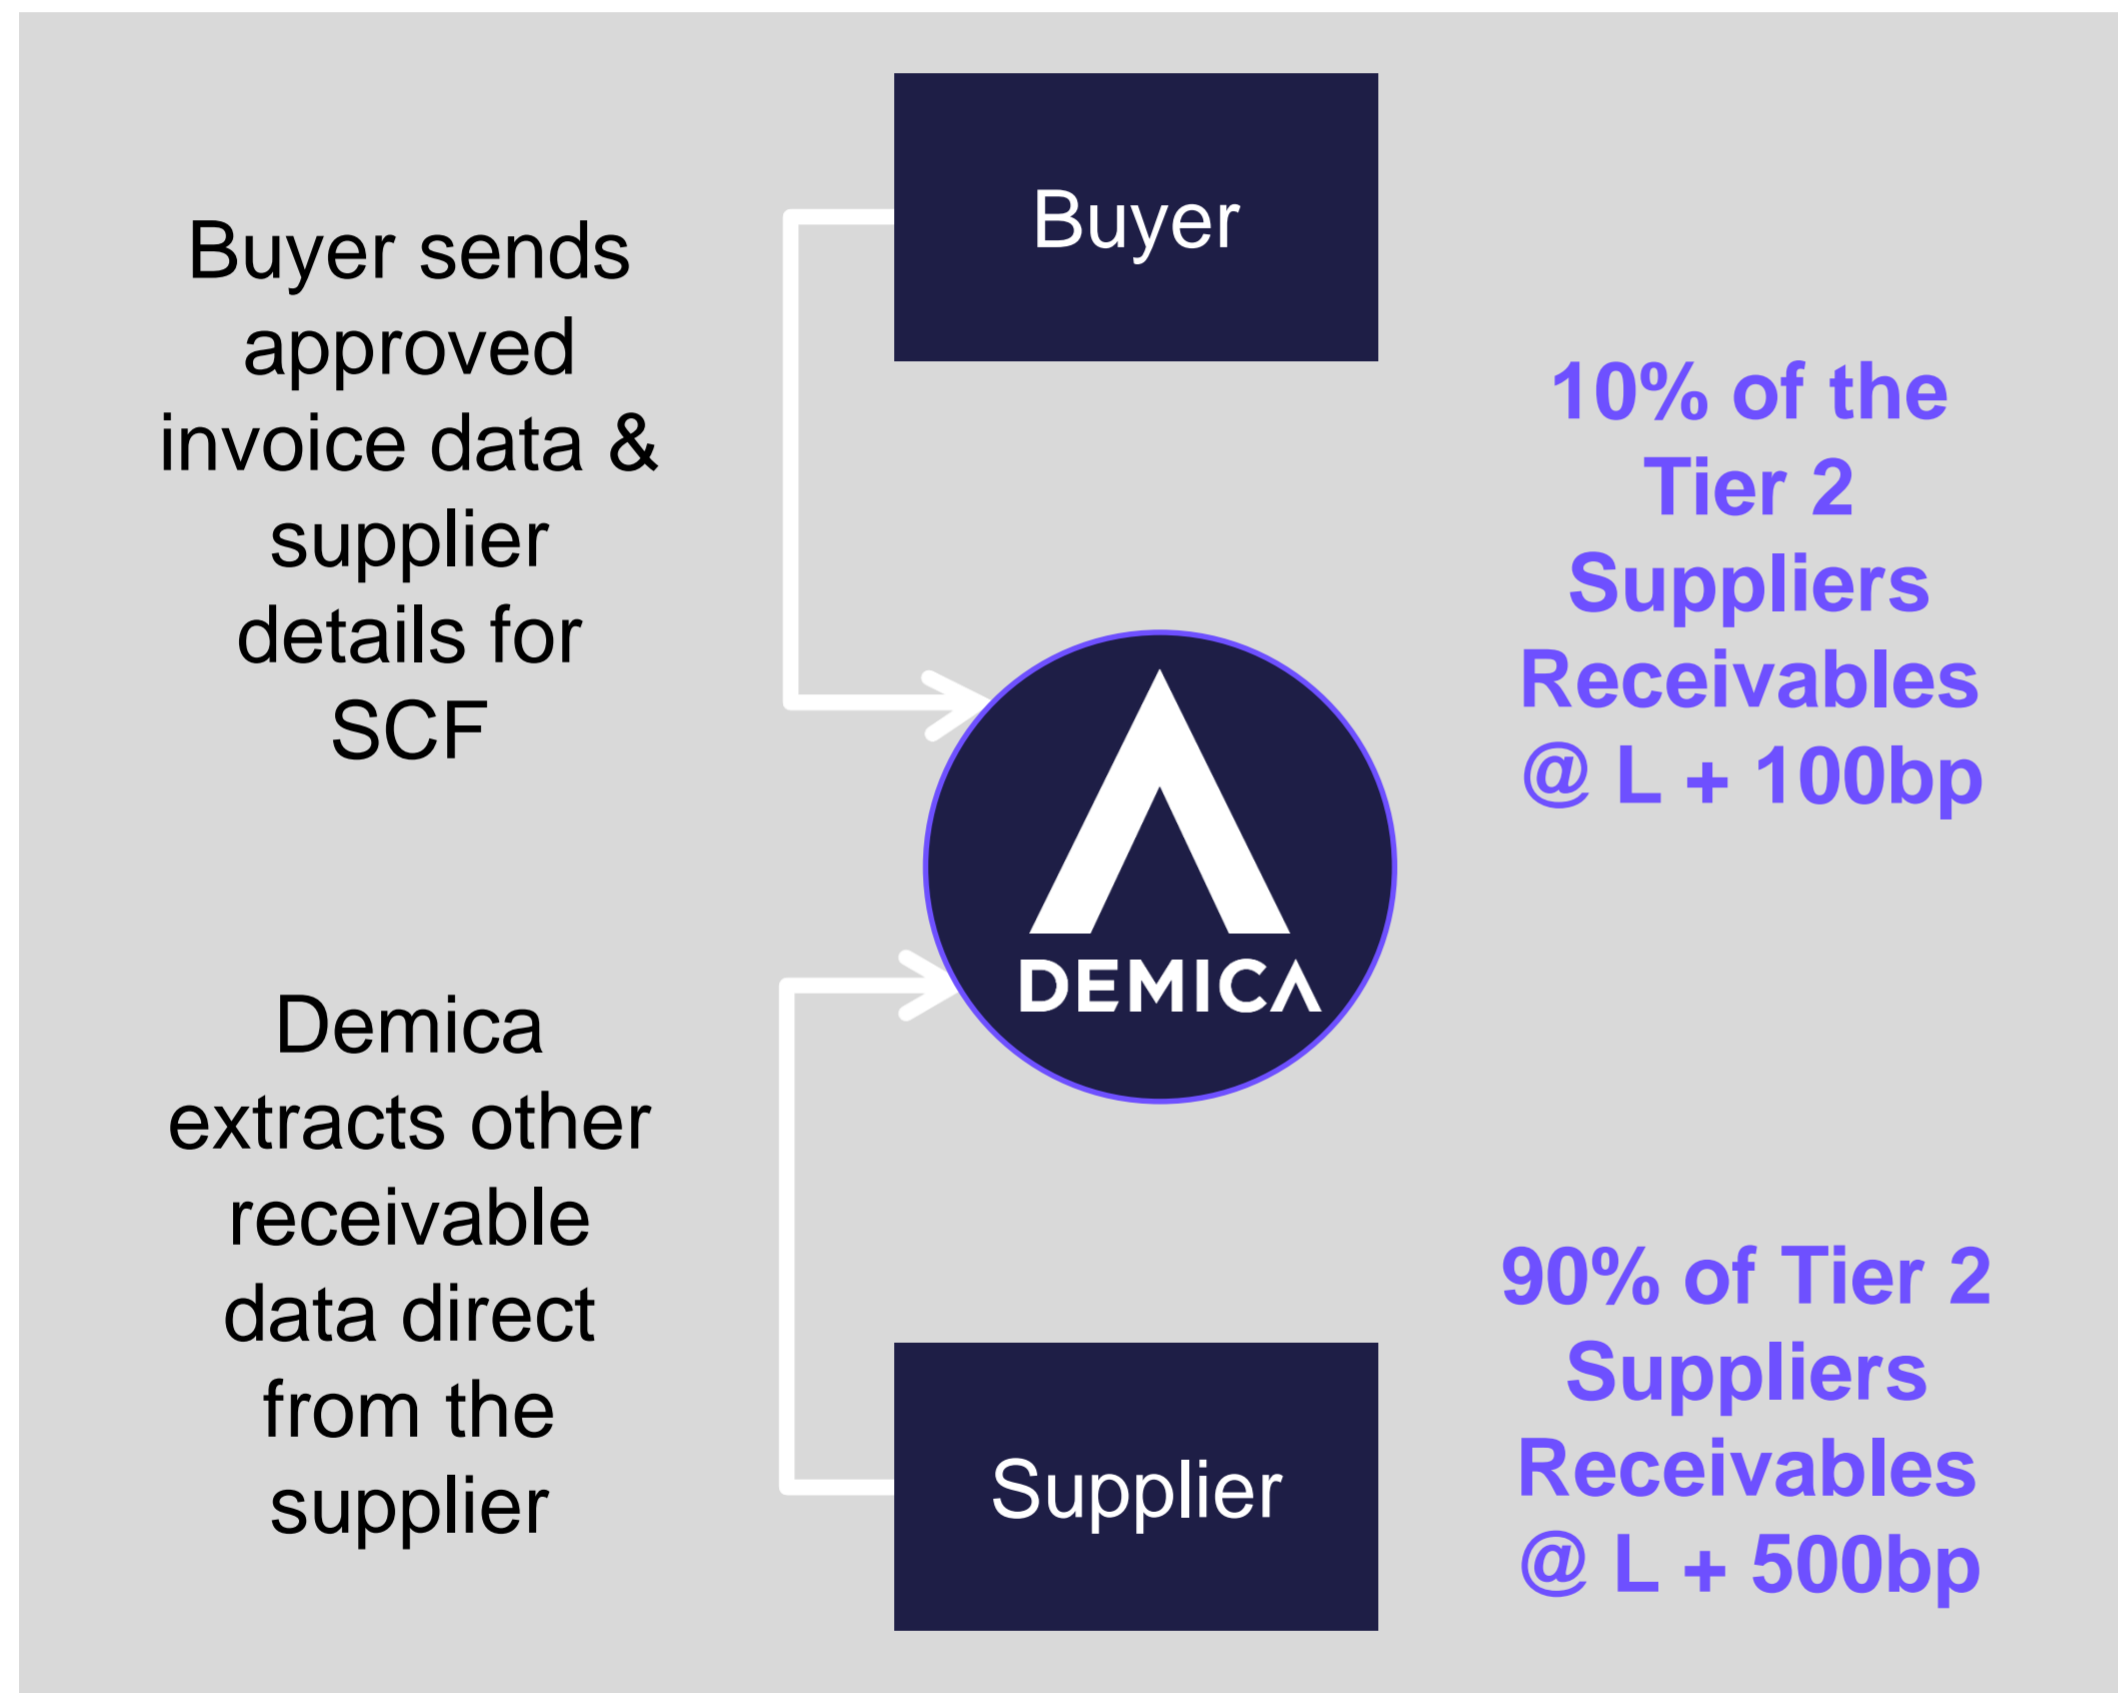 Buyer
Buyer sends
approved
invoice data &
supplier
details for
SCF
10% of the
Tier 2
Suppliers
Receivables
@ L + 100bp
DEMICA
Demica
extracts other
receivable
data direct
from the
supplier
90% of Tier 2
Suppliers
Receivables
@ L + 500bp
Supplier